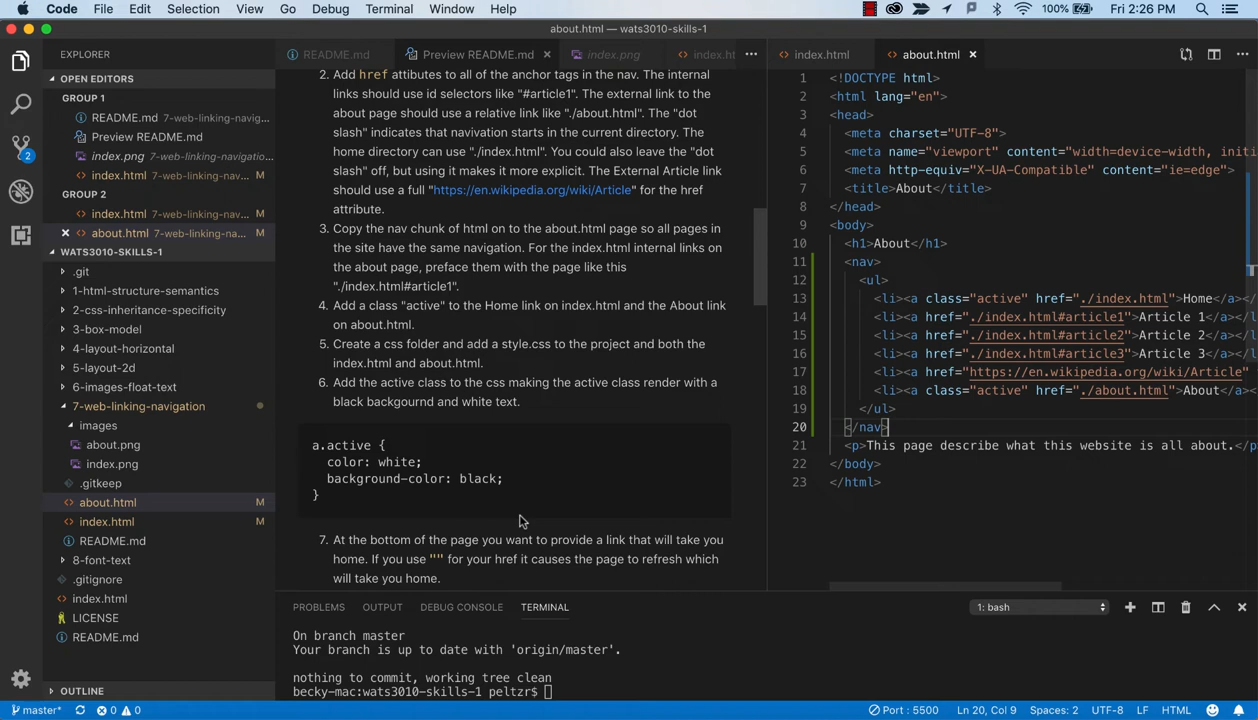 Code File Edit Selection View Go Debug Terminal Window Help 100% Fri 2:26 PM
about.html — wats3010-skills-1
EXPLORER
OPEN EDITORS
GROUP 1
README.md 7-web-linking-navig...
Preview README.md
index.png 7-web-linking-navigatio...
index.html 7-web-linking-nav... M
GROUP 2
index.html 7-web-linking-nav... M
about.html 7-web-linking-na... M
WATS3010-SKILLS-1
.git
1-html-structure-semantics
2-css-inheritance-specificity
3-box-model
4-layout-horizontal
5-layout-2d
6-images-float-text
7-web-linking-navigation
images
about.png
index.png
.gitkeep
about.html M
index.html M
README.md
8-font-text
.gitignore
index.html
LICENSE
README.md
OUTLINE
README.md Preview README.md index.png index.ht
2. Add href attibutes to all of the anchor tags in the nav. The internal
links should use id selectors like "#article1". The external link to the
about page should use a relative link like "./about.html". The "dot
slash" indicates that navivation starts in the current directory. The
home directory can use "./index.html". You could also leave the "dot
slash" off, but using it makes it more explicit. The External Article link
should use a full "https://en.wikipedia.org/wiki/Article" for the href
attribute.
3. Copy the nav chunk of html on to the about.html page so all pages in
the site have the same navigation. For the index.html internal links on
the about page, preface them with the page like this
"./index.html#article1".
4. Add a class "active" to the Home link on index.html and the About link
on about.html.
5. Create a css folder and add a style.css to the project and both the
index.html and about.html.
6. Add the active class to the css making the active class render with a
black backgournd and white text.
a.active {
color: white;
background-color: black;
}
7. At the bottom of the page you want to provide a link that will take you
home. If you use "" for your href it causes the page to refresh which
will take you home.
index.html about.html
1 <!DOCTYPE html>
2 <html lang="en">
3 <head>
4 <meta charset="UTF-8">
5 <meta name="viewport" content="width=device-width, initi
6 <meta http-equiv="X-UA-Compatible" content="ie=edge">
7 <title>About</title>
8 </head>
9 <body>
10 <h1>About</h1>
11 <nav>
12 <ul>
13 <li><a class="active" href="./index.html">Home</a></
14 <li><a href="./index.html#article1">Article 1</a></l
15 <li><a href="./index.html#article2">Article 2</a></l
16 <li><a href="./index.html#article3">Article 3</a></l
17 <li><a href="https://en.wikipedia.org/wiki/Article"
18 <li><a class="active" href="./about.html">About</a><
19 </ul>
20 </nav>
21 <p>This page describe what this website is all about.</p
22 </body>
23 </html>
PROBLEMS OUTPUT DEBUG CONSOLE TERMINAL 1: bash
On branch master
Your branch is up to date with 'origin/master'.
nothing to commit, working tree clean
becky-mac:wats3010-skills-1 peltzr$
master* 0 0 Port : 5500 Ln 20, Col 9 Spaces: 2 UTF-8 LF HTML